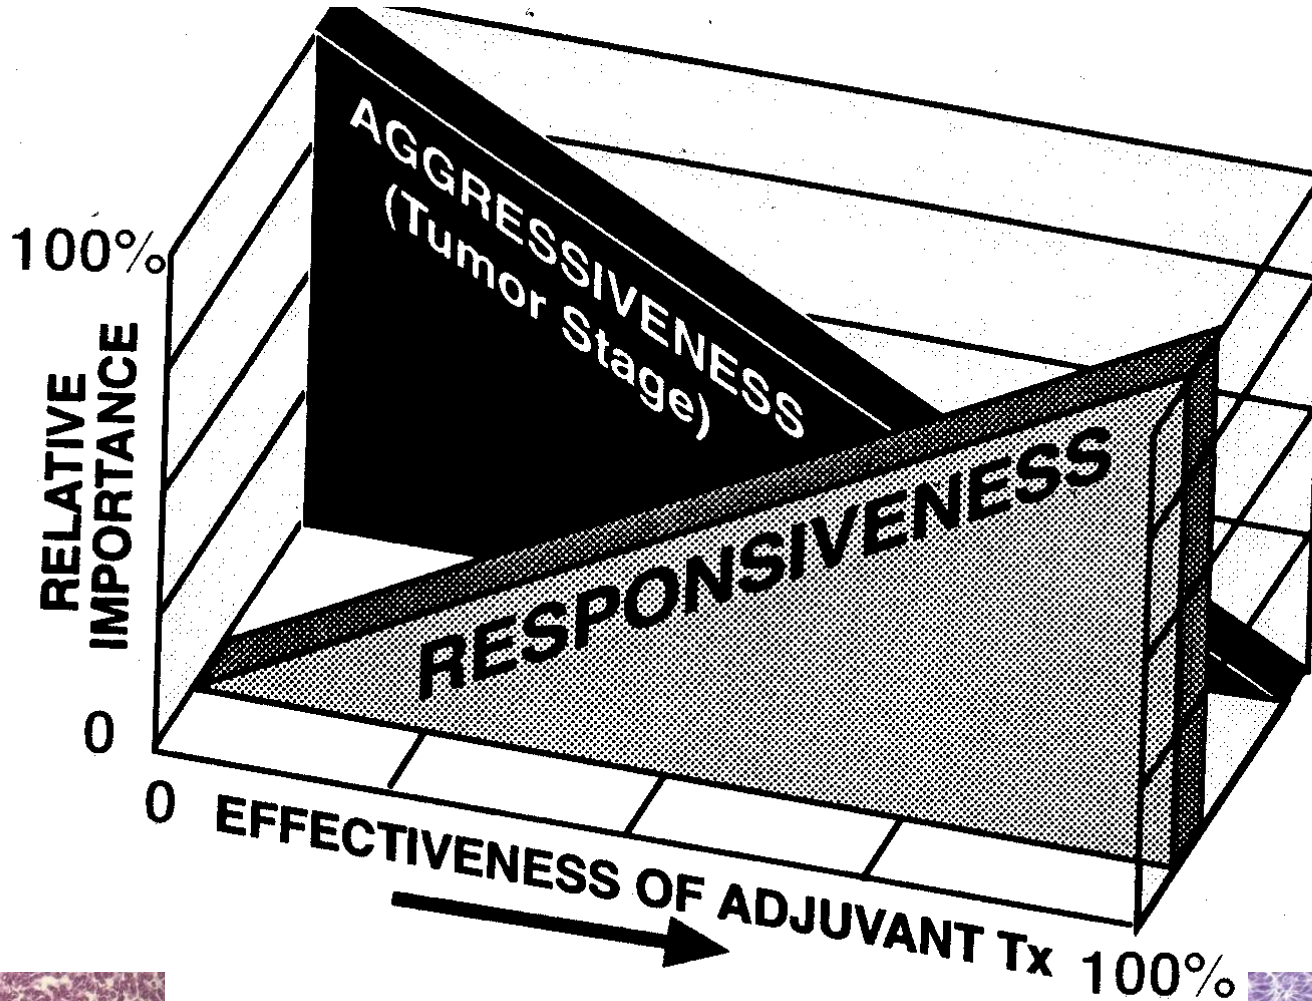 AGGRESSIVENESS
(Tumor Stage)
100%
RELATIVE
IMPORTANCE
RESPONSIVENESS
0
0
EFFECTIVENESS OF ADJUVANT Tx
100%